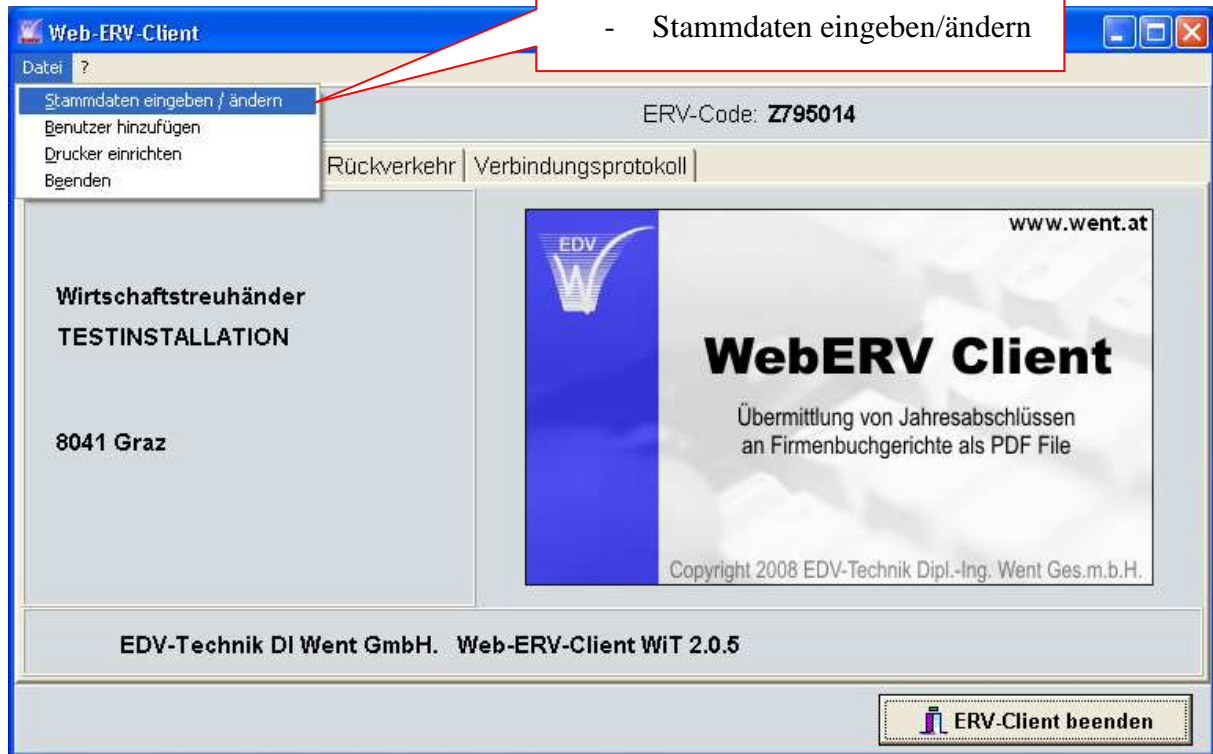 - Stammdaten eingeben/ändern
Web-ERV-Client
Datei ?
Stammdaten eingeben / ändern
Benutzer hinzufügen
Drucker einrichten
Beenden
ERV-Code: Z795014
Rückverkehr Verbindungsprotokoll
Wirtschaftstreuhänder
TESTINSTALLATION
8041 Graz
EDV
W
www.went.at
WebERV Client
Übermittlung von Jahresabschlüssen
an Firmenbuchgerichte als PDF File
Copyright 2008 EDV-Technik Dipl.-Ing. Went Ges.m.b.H.
EDV-Technik DI Went GmbH. Web-ERV-Client WiT 2.0.5
ERV-Client beenden